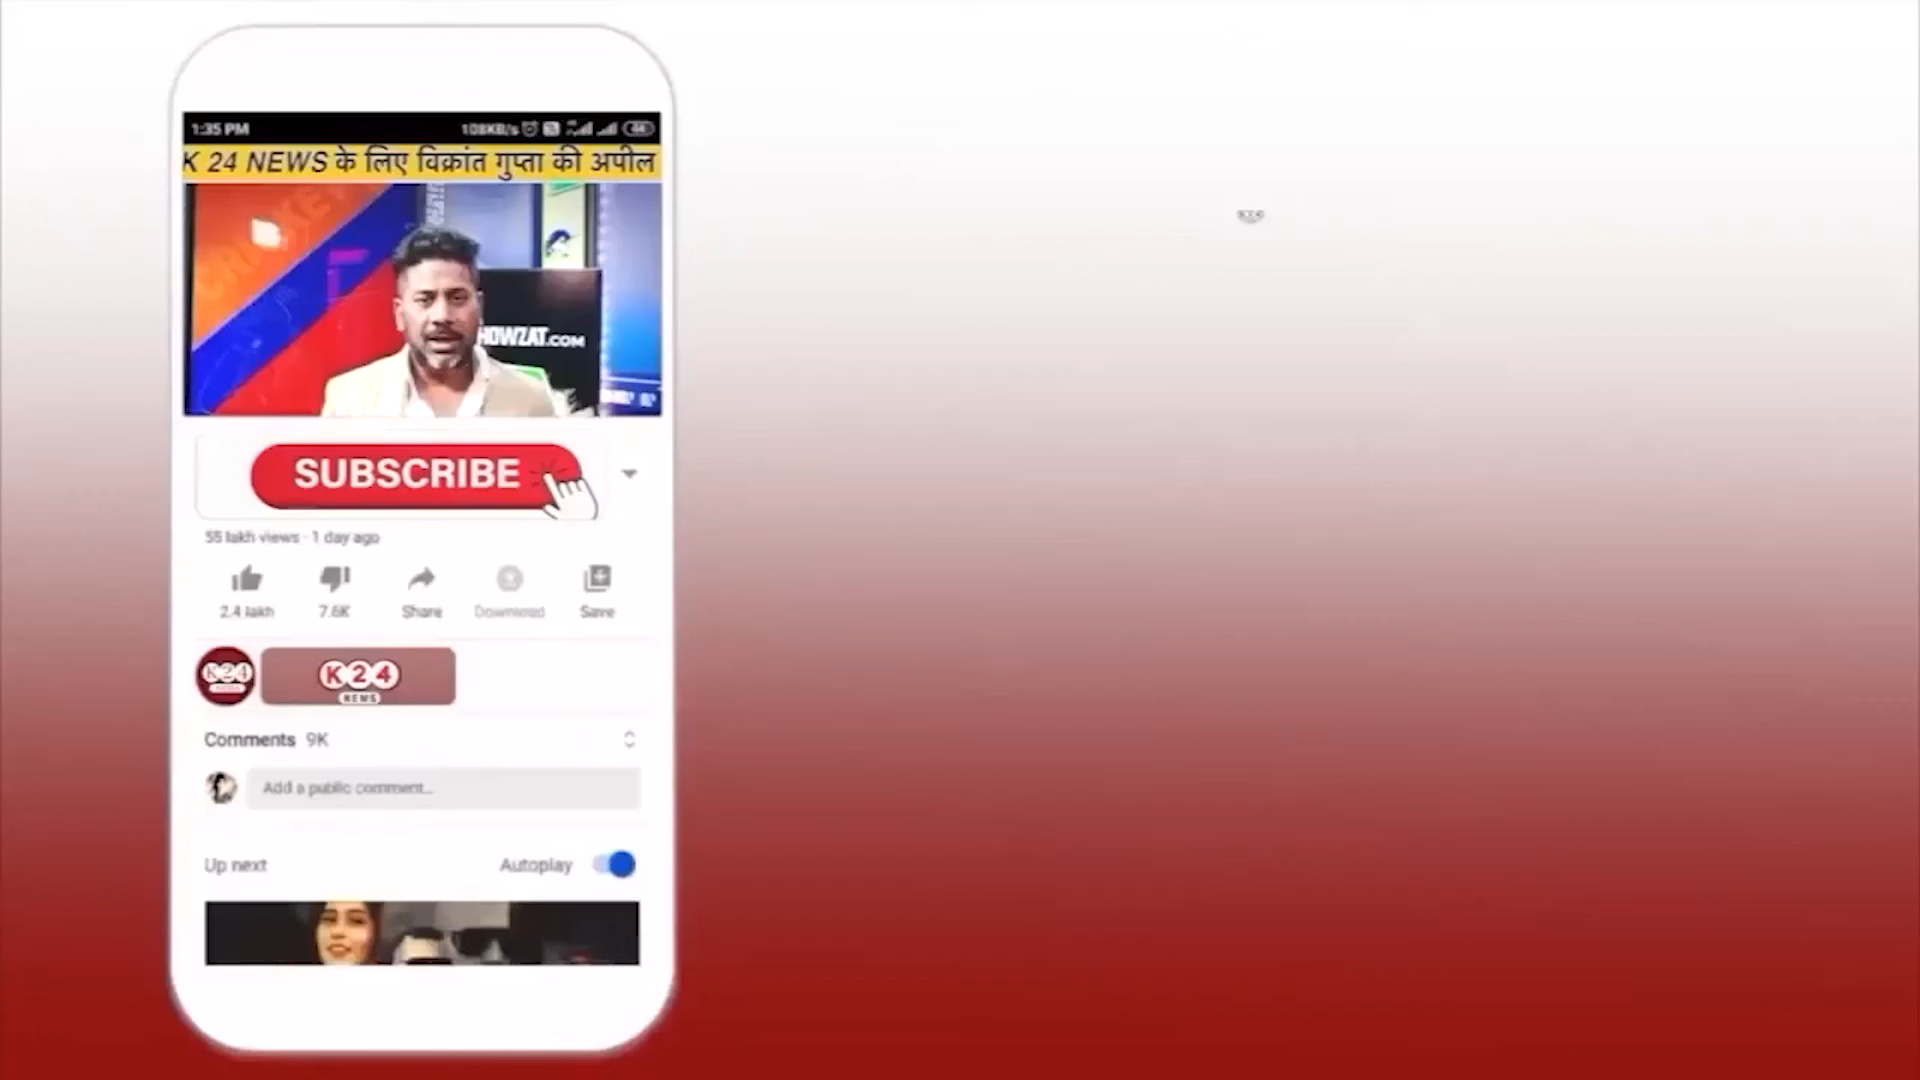 1:35 PM 108KB/s
K 24 NEWS के लिए विक्रांत गुप्ता की अपील
HOWZAT.COM
SUBSCRIBE
55 lakh views · 1 day ago
2.4 lakh 7.6K Share Download Save
K24 K24
NEWS
Comments 9K
Add a public comment...
Up next Autoplay